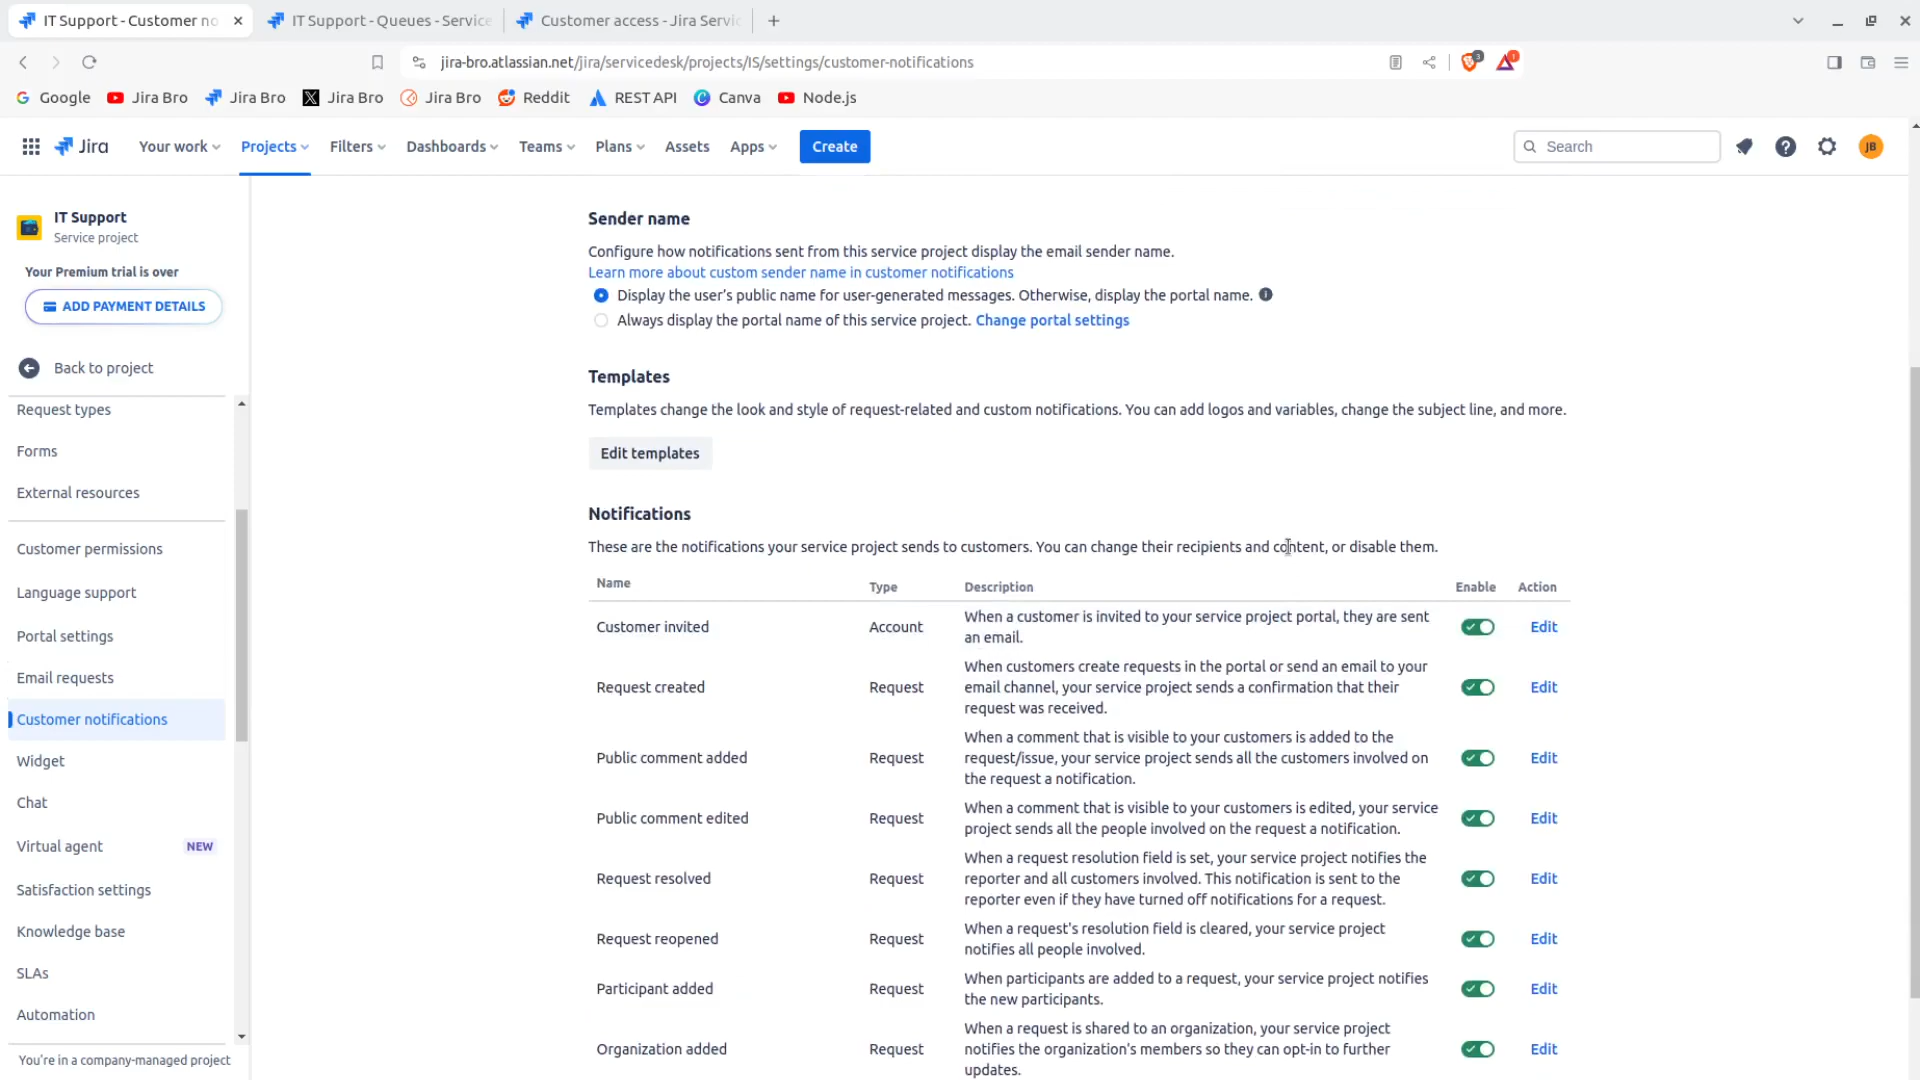 IT Support - Customer no
IT Support - Queues - Service
Customer access - Jira Servic
jira-bro.atlassian.net/jira/servicedesk/projects/IS/settings/customer-notifications
3
1
Google
Jira Bro
Jira Bro
Jira Bro
Jira Bro
Reddit
REST API
Canva
Node.js
Jira
Your work
Projects
Filters
Dashboards
Teams
Plans
Assets
Apps
Create
Search
JB
IT Support
Service project
Your Premium trial is over
ADD PAYMENT DETAILS
Back to project
Request types
Forms
External resources
Customer permissions
Language support
Portal settings
Email requests
Customer notifications
Widget
Chat
Virtual agent NEW
Satisfaction settings
Knowledge base
SLAs
Automation
You're in a company-managed project
Sender name
Configure how notifications sent from this service project display the email sender name.
Learn more about custom sender name in customer notifications
Display the user's public name for user-generated messages. Otherwise, display the portal name.
Always display the portal name of this service project. Change portal settings
Templates
Templates change the look and style of request-related and custom notifications. You can add logos and variables, change the subject line, and more.
Edit templates
Notifications
These are the notifications your service project sends to customers. You can change their recipients and content, or disable them.
Name Type Description Enable Action
Customer invited Account When a customer is invited to your service project portal, they are sent
an email. Edit
Request created Request When customers create requests in the portal or send an email to your
email channel, your service project sends a confirmation that their
request was received. Edit
Public comment added Request When a comment that is visible to your customers is added to the
request/issue, your service project sends all the customers involved on
the request a notification. Edit
Public comment edited Request When a comment that is visible to your customers is edited, your service
project sends all the people involved on the request a notification. Edit
Request resolved Request When a request resolution field is set, your service project notifies the
reporter and all customers involved. This notification is sent to the
reporter even if they have turned off notifications for a request. Edit
Request reopened Request When a request's resolution field is cleared, your service project
notifies all people involved. Edit
Participant added Request When participants are added to a request, your service project notifies
the new participants. Edit
Organization added Request When a request is shared to an organization, your service project
notifies the organization's members so they can opt-in to further
updates. Edit